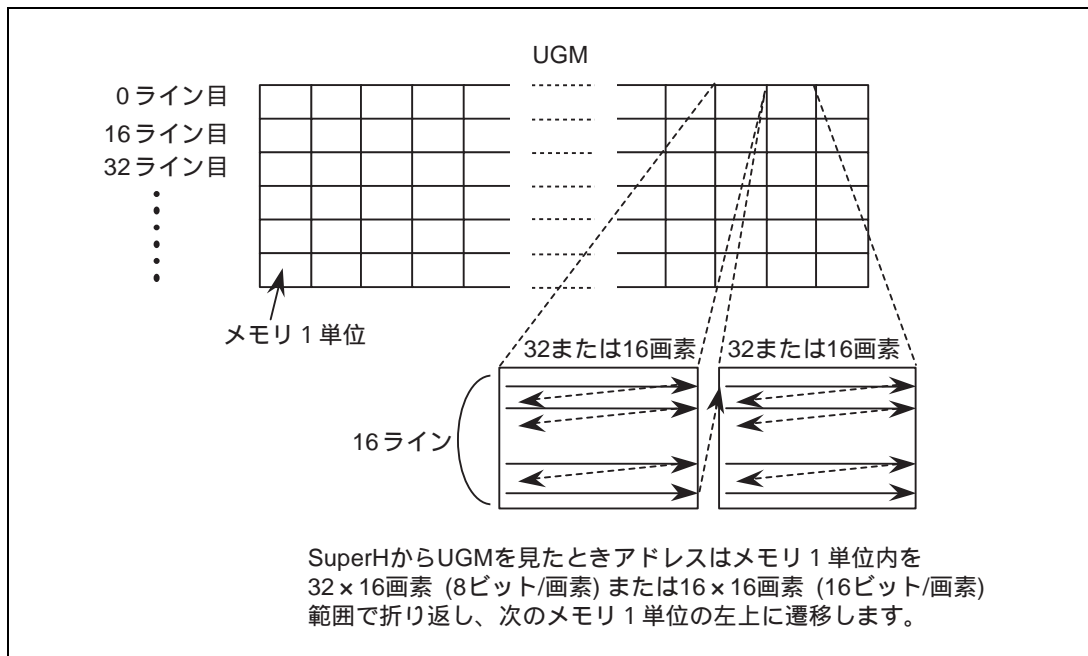 UGM
0ライン目
16ライン目
32ライン目
メモリ1単位
32または16画素
32または16画素
16ライン
SuperHからUGMを見たときアドレスはメモリ1単位内を
32×16画素 (8ビット/画素) または16×16画素 (16ビット/画素)
範囲で折り返し、次のメモリ1単位の左上に遷移します。